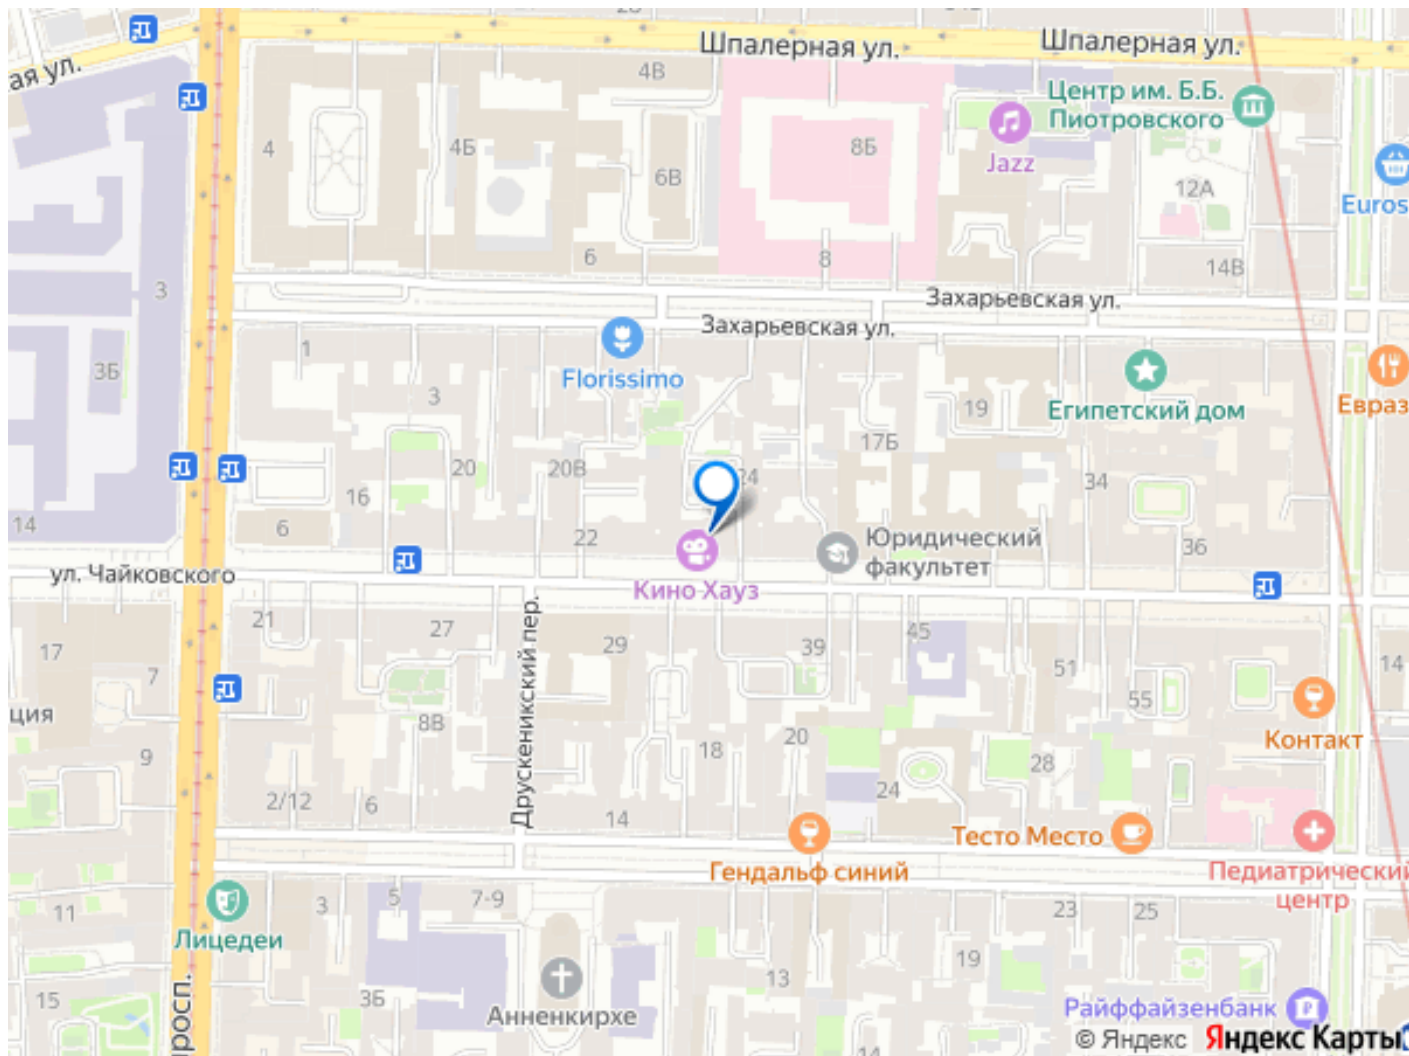 Шпалерная ул.
Шпалерная ул.
ая ул.
4В
Центр им. Б.Б.
Пиотровского
4
4Б
6В
8Б
Jazz
12А
Euros
6
8
14В
3
Захарьевская ул.
Захарьевская ул.
1
3Б
Florissimo
3
19
Египетский дом
Евраз
17Б
20
20В
24
34
16
14
6
22
Юридический
факультет
36
ул. Чайковского
Кино Хауз
Друскеникский пер.
21
27
29
39
45
17
7
51
14
55
ция
8В
9
18
20
Контакт
28
2/12
6
14
24
Тесто Место
Гендальф синий
Педиатрический
центр
11
3
5
7-9
23
25
Лицедеи
просп.
15
3Б
13
19
Анненкирхе
Райффайзенбанк
14
© Яндекс Яндекс Карты